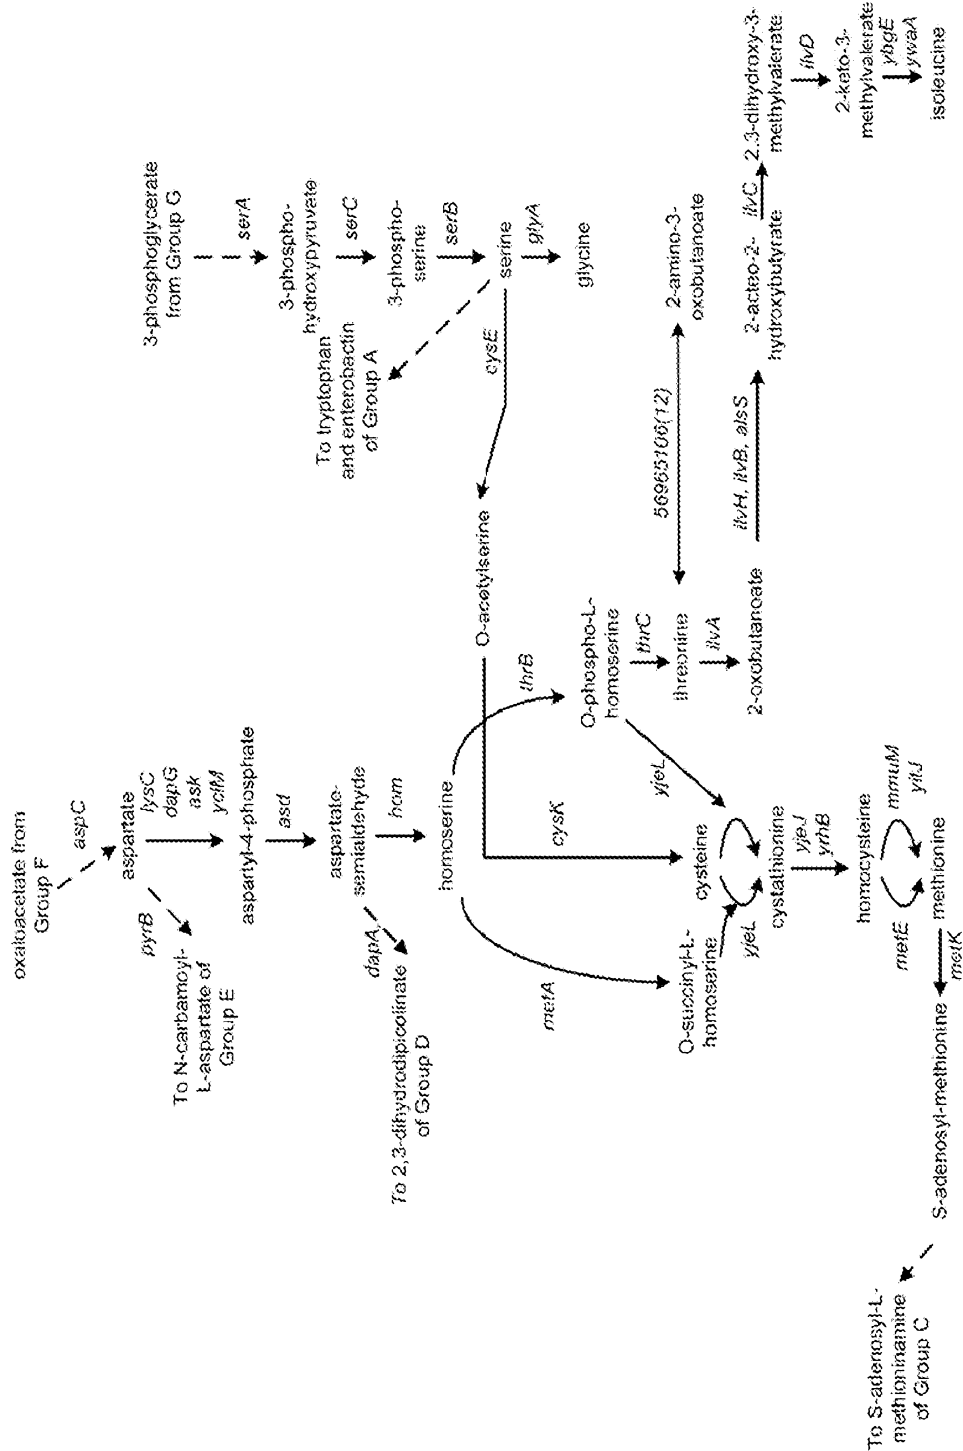 oxaloacetate from
Group F
aspC
aspartate
pyrB
To N-carbamoyl-
L-aspartate of
Group E
lysC
dapG
ask
yclM
aspartyl-4-phosphate
asd
aspartate-
semialdehyde
dapA
To 2,3-dihydrodipicolinate
of Group D
hom
homoserine
metA
thrB
O-succinyl-L-
homoserine
cysK
cysteine
yjeL
yjeL
cystathionine
yjeJ
yrhB
homocysteine
metE
mmuM
yitJ
methionine
metK
S-adenosyl-methionine
To S-adenosyl-L-
methioninamine
of Group C
3-phosphoglycerate
from Group G
serA
3-phospho-
hydroxypyruvate
serC
3-phospho-
serine
serB
serine
glyA
glycine
To tryptophan
and enterobactin
of Group A
cysE
O-acetylserine
O-phospho-L-
homoserine
thrC
threonine
56965106(12)
2-amino-3-
oxobutanoate
ilvA
2-oxobutanoate
ilvH, ilvB, alsS
2-aceto-2-
hydroxybutyrate
ilvC
2,3-dihydroxy-3-
methylvalerate
ilvD
2-keto-3-
methylvalerate
ybgE
ywaA
isoleucine